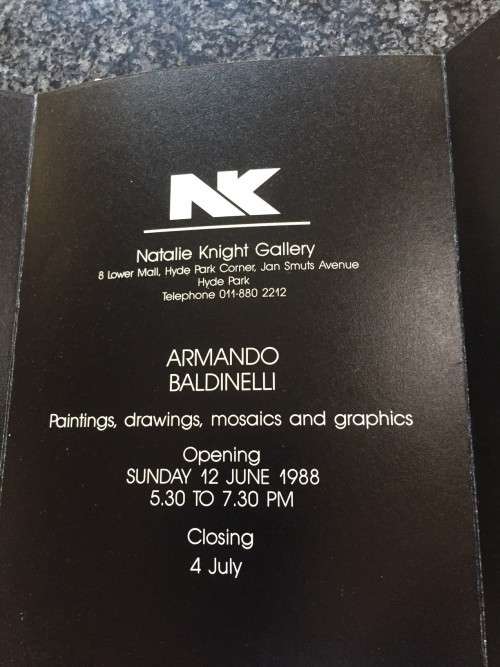 NK
Natalie Knight Gallery
8 Lower Mall, Hyde Park Corner, Jan Smuts Avenue
Hyde Park
Telephone 011-880 2212
ARMANDO
BALDINELLI
Paintings, drawings, mosaics and graphics
Opening
SUNDAY 12 JUNE 1988
5.30 TO 7.30 PM
Closing
4 July